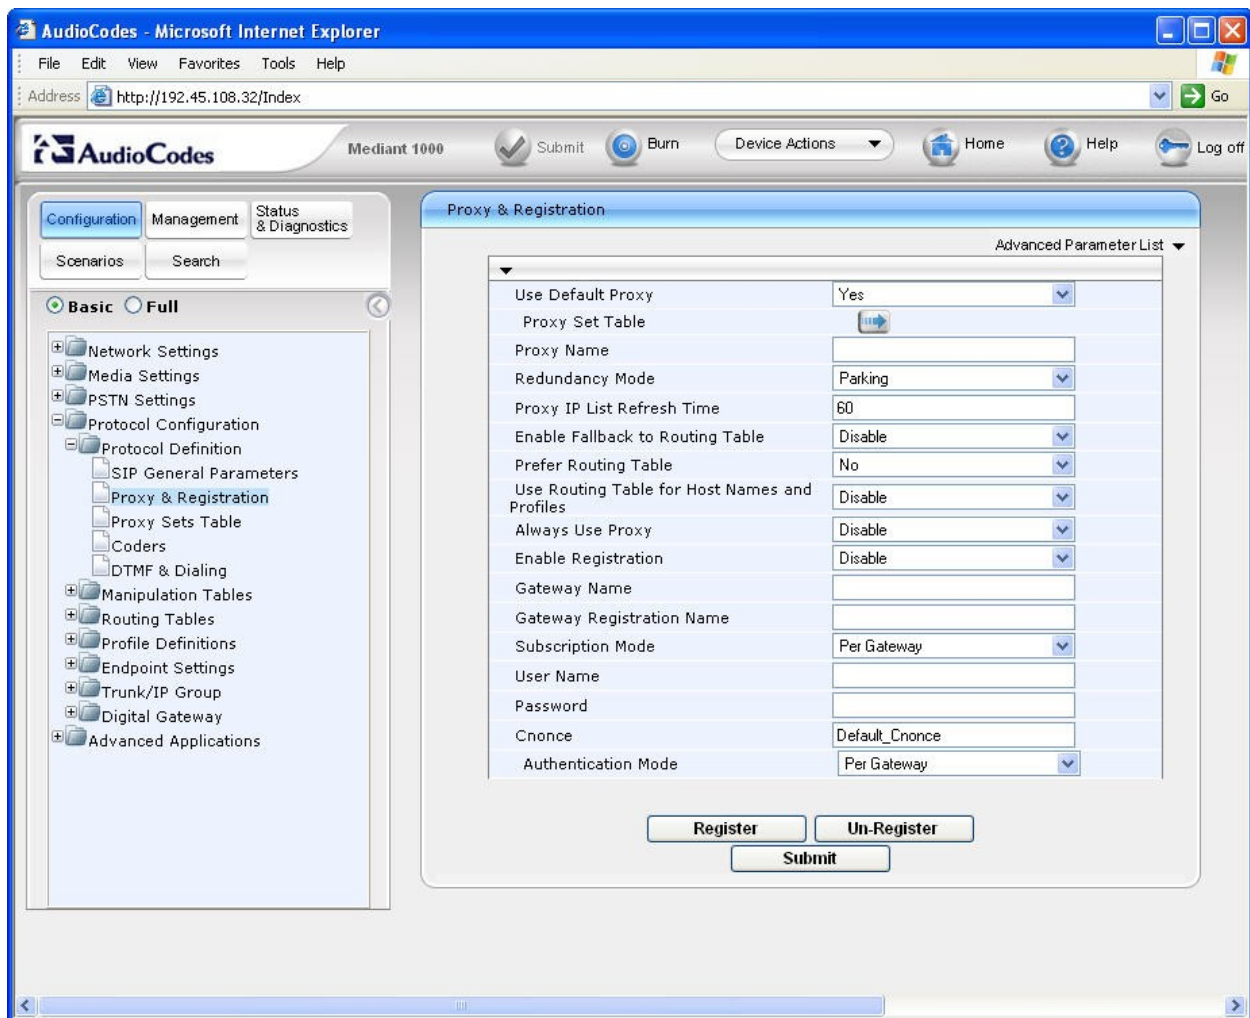 AudioCodes - Microsoft Internet Explorer
File Edit View Favorites Tools Help
Address http://192.45.108.32/Index Go
AudioCodes Mediant 1000 Submit Burn Device Actions Home Help Log off
Configuration Management Status & Diagnostics
Scenarios Search
Basic Full
Network Settings
Media Settings
PSTN Settings
Protocol Configuration
Protocol Definition
SIP General Parameters
Proxy & Registration
Proxy Sets Table
Coders
DTMF & Dialing
Manipulation Tables
Routing Tables
Profile Definitions
Endpoint Settings
Trunk/IP Group
Digital Gateway
Advanced Applications
Proxy & Registration
Advanced Parameter List
Use Default Proxy Yes
Proxy Set Table
Proxy Name
Redundancy Mode Parking
Proxy IP List Refresh Time 60
Enable Fallback to Routing Table Disable
Prefer Routing Table No
Use Routing Table for Host Names and
Profiles Disable
Always Use Proxy Disable
Enable Registration Disable
Gateway Name
Gateway Registration Name
Subscription Mode Per Gateway
User Name
Password
Cnonce Default_Cnonce
Authentication Mode Per Gateway
Register Un-Register
Submit